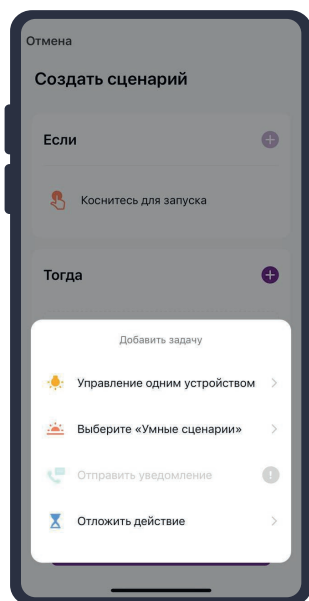 Отмена
Создать сценарий
Если
Коснитесь для запуска
Тогда
Добавить задачу
Управление одним устройством
Выберите «Умные сценарии»
Отправить уведомление
Отложить действие